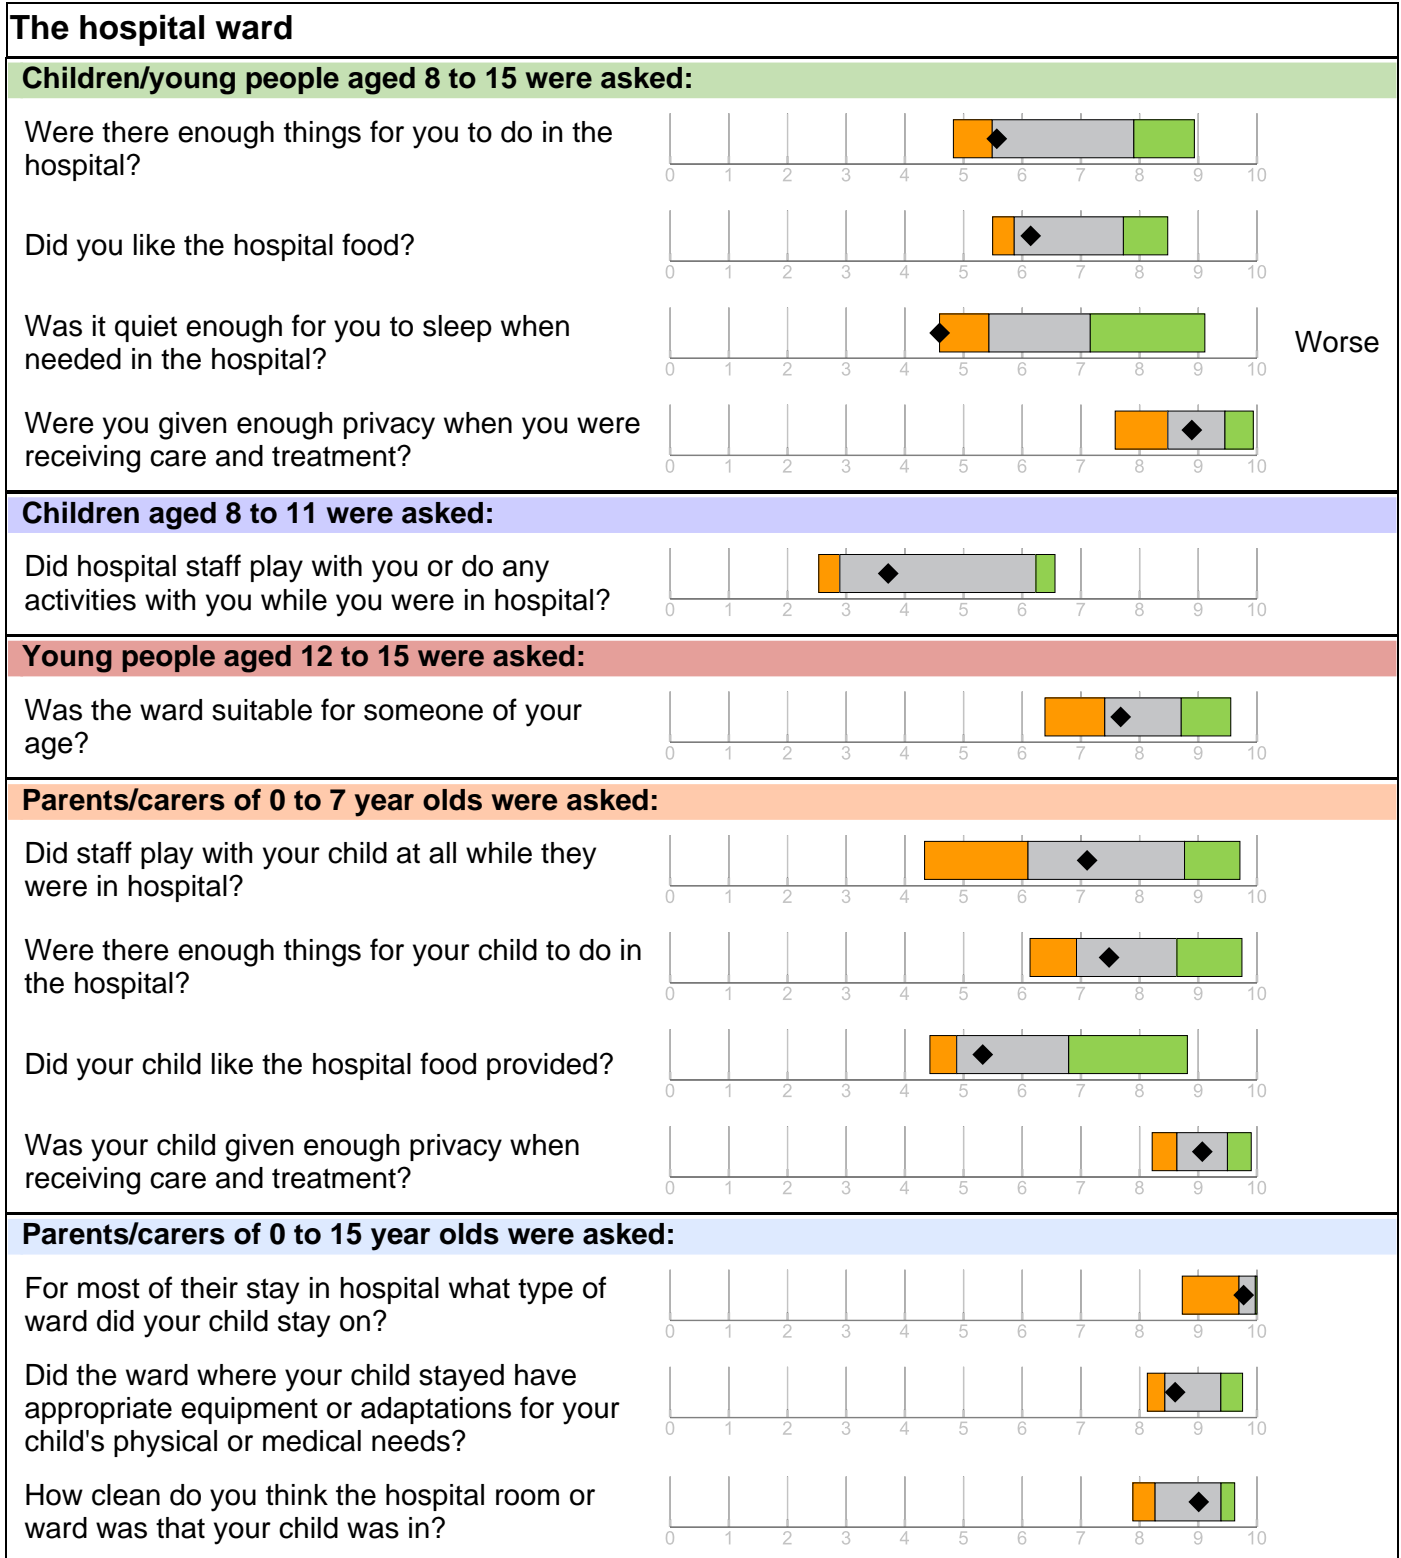 The hospital ward
Children/young people aged 8 to 15 were asked:
Were there enough things for you to do in the
hospital?
0 1 2 3 4 5 6 7 8 9 10
Did you like the hospital food?
0 1 2 3 4 5 6 7 8 9 10
Was it quiet enough for you to sleep when
needed in the hospital?
Worse
0 1 2 3 4 5 6 7 8 9 10
Were you given enough privacy when you were
receiving care and treatment?
0 1 2 3 4 5 6 7 8 9 10
Children aged 8 to 11 were asked:
Did hospital staff play with you or do any
activities with you while you were in hospital?
0 1 2 3 4 5 6 7 8 9 10
Young people aged 12 to 15 were asked:
Was the ward suitable for someone of your
age?
0 1 2 3 4 5 6 7 8 9 10
Parents/carers of 0 to 7 year olds were asked:
Did staff play with your child at all while they
were in hospital?
0 1 2 3 4 5 6 7 8 9 10
Were there enough things for your child to do in
the hospital?
0 1 2 3 4 5 6 7 8 9 10
Did your child like the hospital food provided?
0 1 2 3 4 5 6 7 8 9 10
Was your child given enough privacy when
receiving care and treatment?
0 1 2 3 4 5 6 7 8 9 10
Parents/carers of 0 to 15 year olds were asked:
For most of their stay in hospital what type of
ward did your child stay on?
0 1 2 3 4 5 6 7 8 9 10
Did the ward where your child stayed have
appropriate equipment or adaptations for your
child's physical or medical needs?
0 1 2 3 4 5 6 7 8 9 10
How clean do you think the hospital room or
ward was that your child was in?
0 1 2 3 4 5 6 7 8 9 10